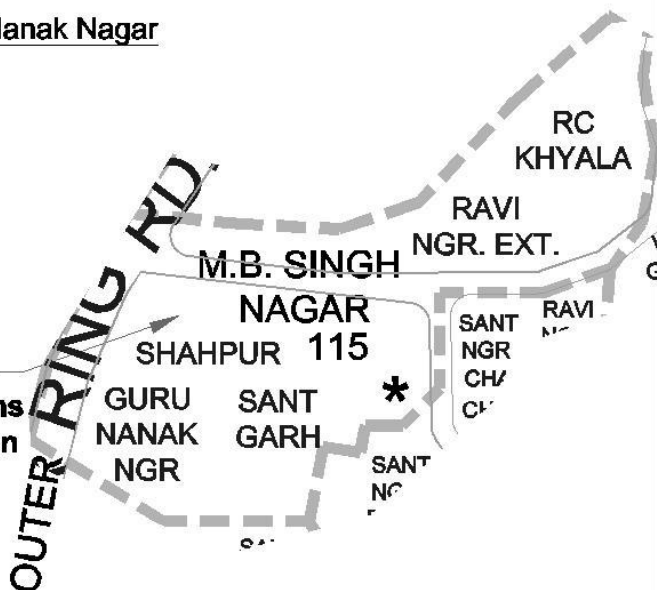 Nanak Nagar
RC
KHYALA
RAVI
NGR. EXT.
OUTER RING RD.
M.B. SINGH
NAGAR
115
SHAHPUR
GURU
NANAK
NGR
SANT
GARH
*
SANT
NGR
RAVI
SANT